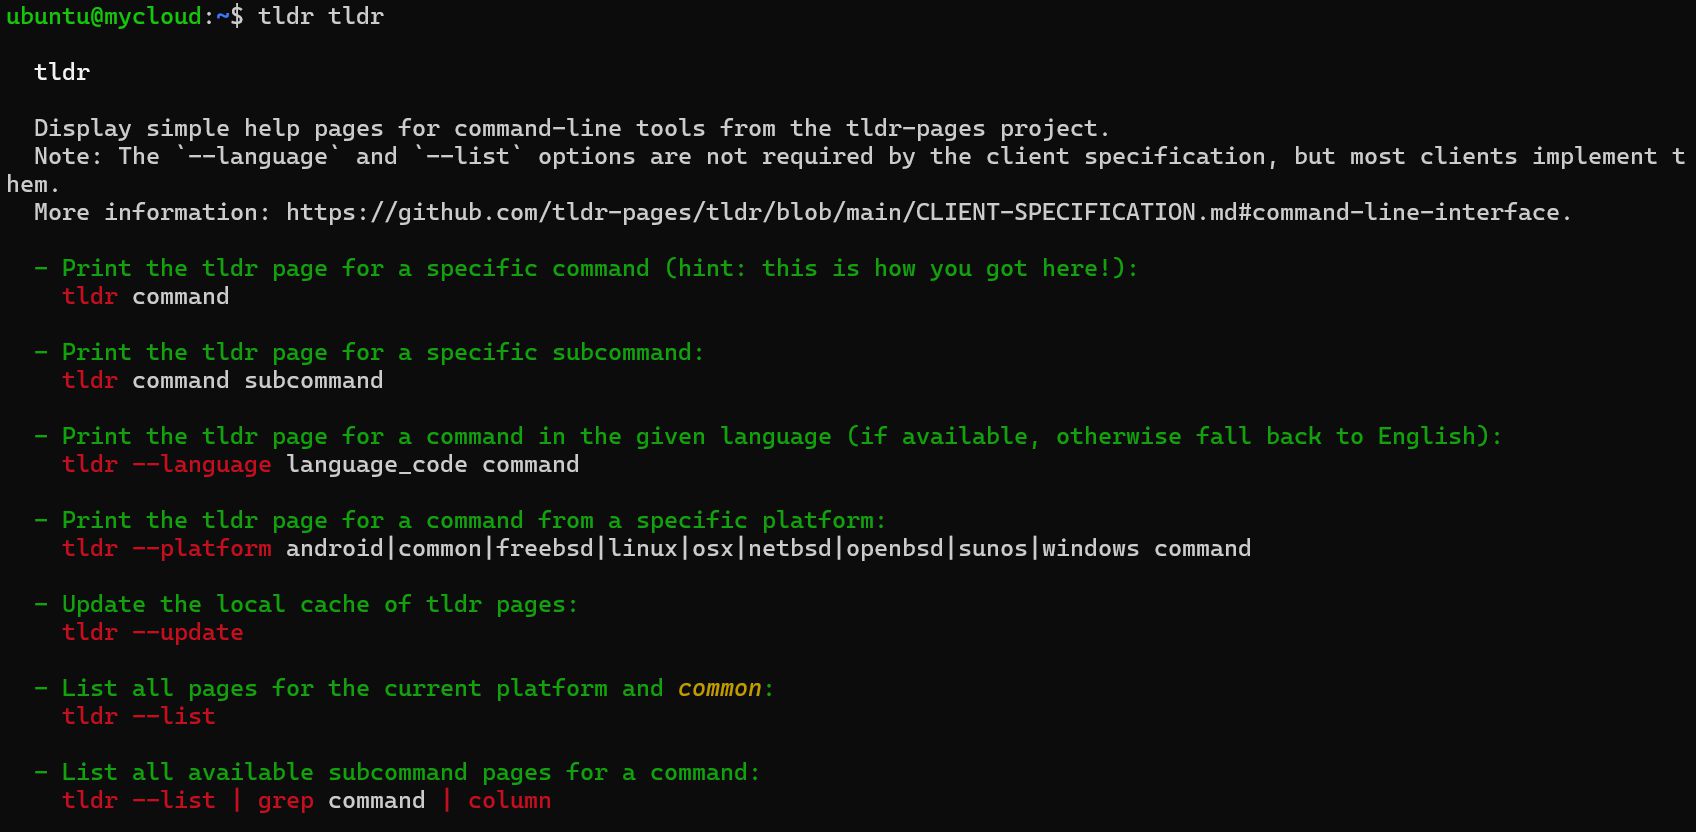 ubuntu@mycloud:~$ tldr tldr
tldr
Display simple help pages for command-line tools from the tldr-pages project.
Note: The `--language` and `--list` options are not required by the client specification, but most clients implement t
hem.
More information: https://github.com/tldr-pages/tldr/blob/main/CLIENT-SPECIFICATION.md#command-line-interface.
- Print the tldr page for a specific command (hint: this is how you got here!):
tldr command
- Print the tldr page for a specific subcommand:
tldr command subcommand
- Print the tldr page for a command in the given language (if available, otherwise fall back to English):
tldr --language language_code command
- Print the tldr page for a command from a specific platform:
tldr --platform android|common|freebsd|linux|osx|netbsd|openbsd|sunos|windows command
- Update the local cache of tldr pages:
tldr --update
- List all pages for the current platform and common:
tldr --list
- List all available subcommand pages for a command:
tldr --list | grep command | column